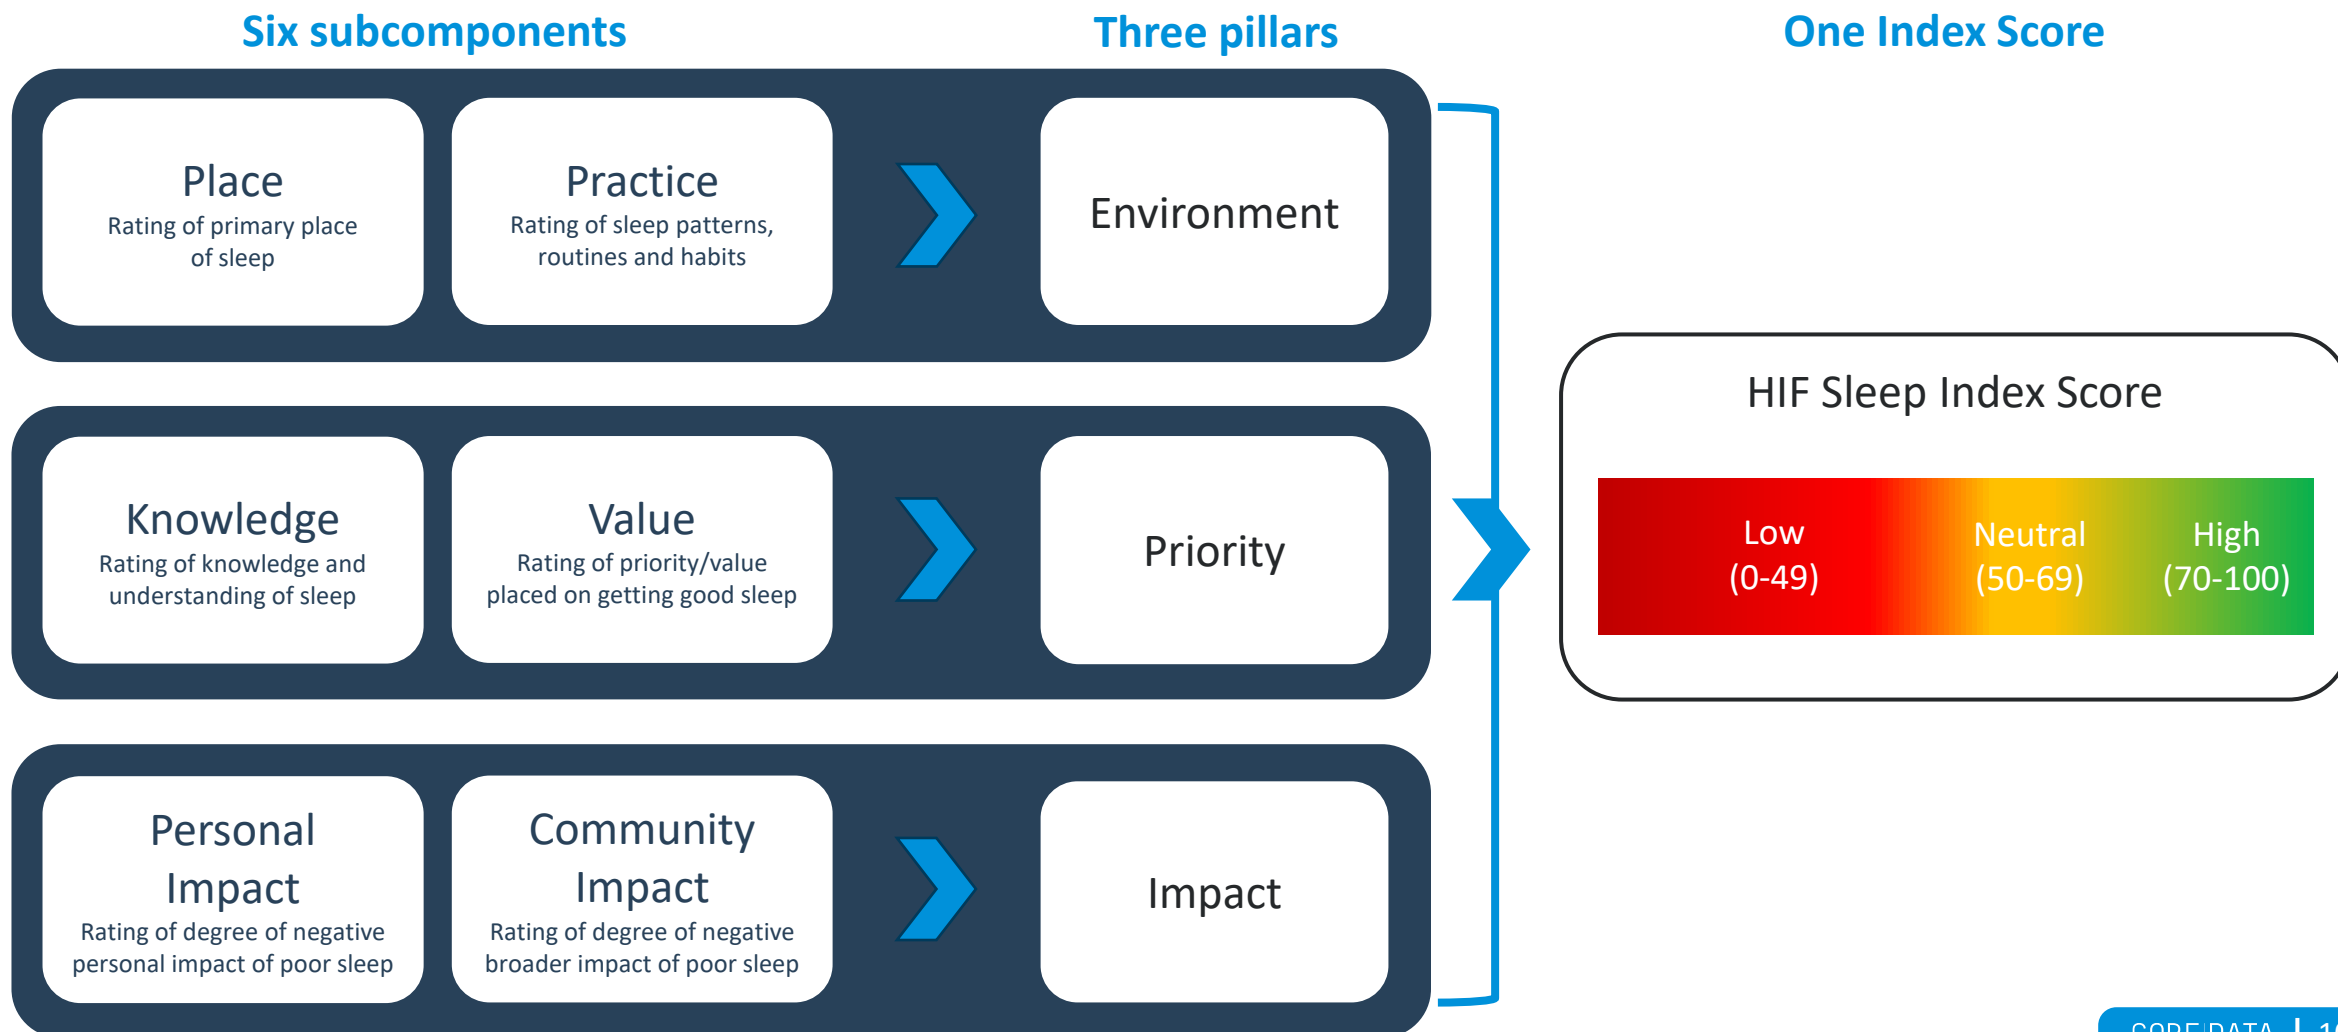 Six subcomponents
Three pillars
One Index Score
Place
Rating of primary place
of sleep
Practice
Rating of sleep patterns,
routines and habits
Environment
Knowledge
Rating of knowledge and
understanding of sleep
Value
Rating of priority/value
placed on getting good sleep
Priority
Personal
Impact
Rating of degree of negative
personal impact of poor sleep
Community
Impact
Rating of degree of negative
broader impact of poor sleep
Impact
HIF Sleep Index Score
Low
(0-49)
Neutral
(50-69)
High
(70-100)
COREDATA